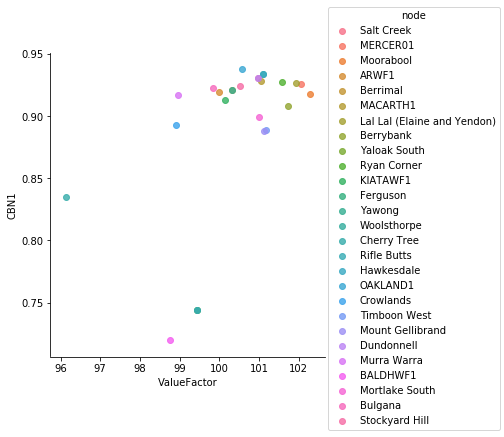 node
Salt Creek
MERCER01
Moorabool
ARWF1
Berrimal
MACARTH1
Lal Lal (Elaine and Yendon)
Berrybank
Yaloak South
Ryan Corner
KIATAWF1
Ferguson
Yawong
Woolsthorpe
Cherry Tree
Rifle Butts
Hawkesdale
OAKLAND1
Crowlands
Timboon West
Mount Gellibrand
Dundonnell
Murra Warra
BALDHWF1
Mortlake South
Bulgana
Stockyard Hill
0.95
0.90
0.85
0.80
0.75
CBN1
96 97 98 99 100 101 102
ValueFactor